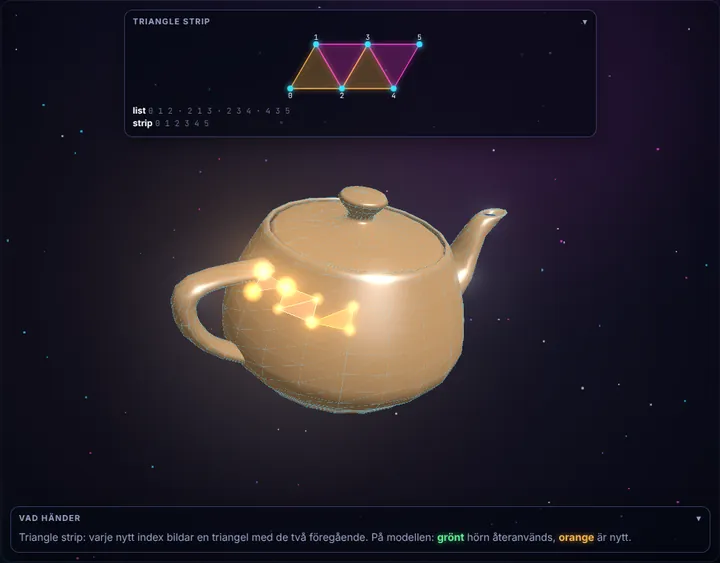 TRIANGLE STRIP ▼
1 3 5
0 2 4
list 0 1 2 · 2 1 3 · 2 3 4 · 4 3 5
strip 0 1 2 3 4 5
VAD HÄNDER ▼
Triangle strip: varje nytt index bildar en triangel med de två föregående. På modellen: grönt hörn återanvänds, orange är nytt.